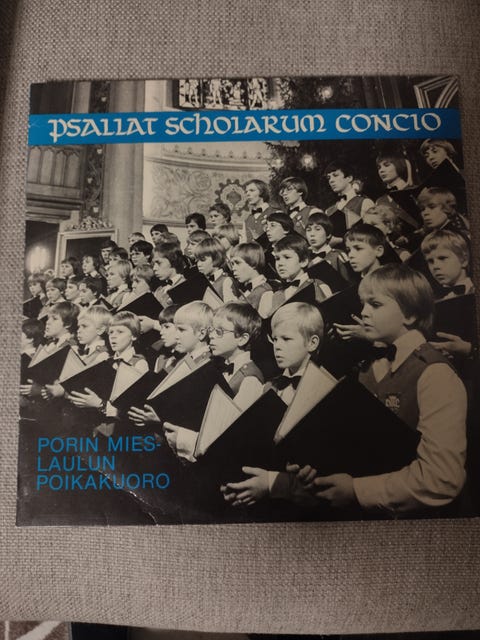 PSALLAT SCHOLARUM CONCIO
PORIN MIES-
LAULUN
POIKAKUORO